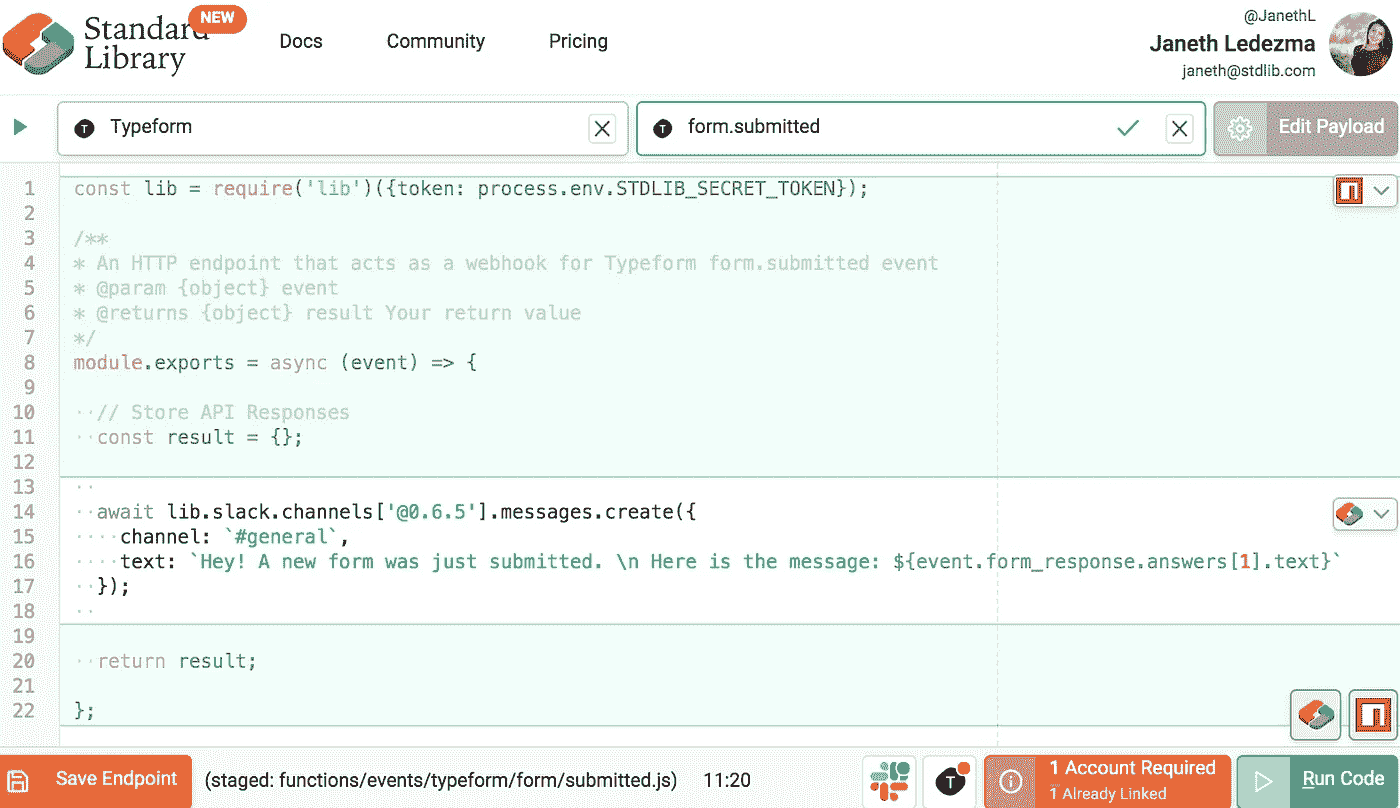 Standard
Library
NEW
Docs
Community
Pricing
@JanethL
Janeth Ledezma
janeth@stdlib.com
T Typeform
T form.submitted
Edit Payload
1 const lib = require('lib')({token: process.env.STDLIB_SECRET_TOKEN});
2
3 /**
4 * An HTTP endpoint that acts as a webhook for Typeform form.submitted event
5 * @param {object} event
6 * @returns {object} result Your return value
7 */
8 module.exports = async (event) => {
9
10 ··// Store API Responses
11 ··const result = {};
12
13 ··
14 ··await lib.slack.channels['@0.6.5'].messages.create({
15 ····channel: `#general`,
16 ····text: `Hey! A new form was just submitted. \n Here is the message: ${event.form_response.answers[1].text}`
17 ··});
18 ··
19
20 ··return result;
21
22 };
Save Endpoint
(staged: functions/events/typeform/form/submitted.js)
11:20
T
1 Account Required
1 Already Linked
Run Code